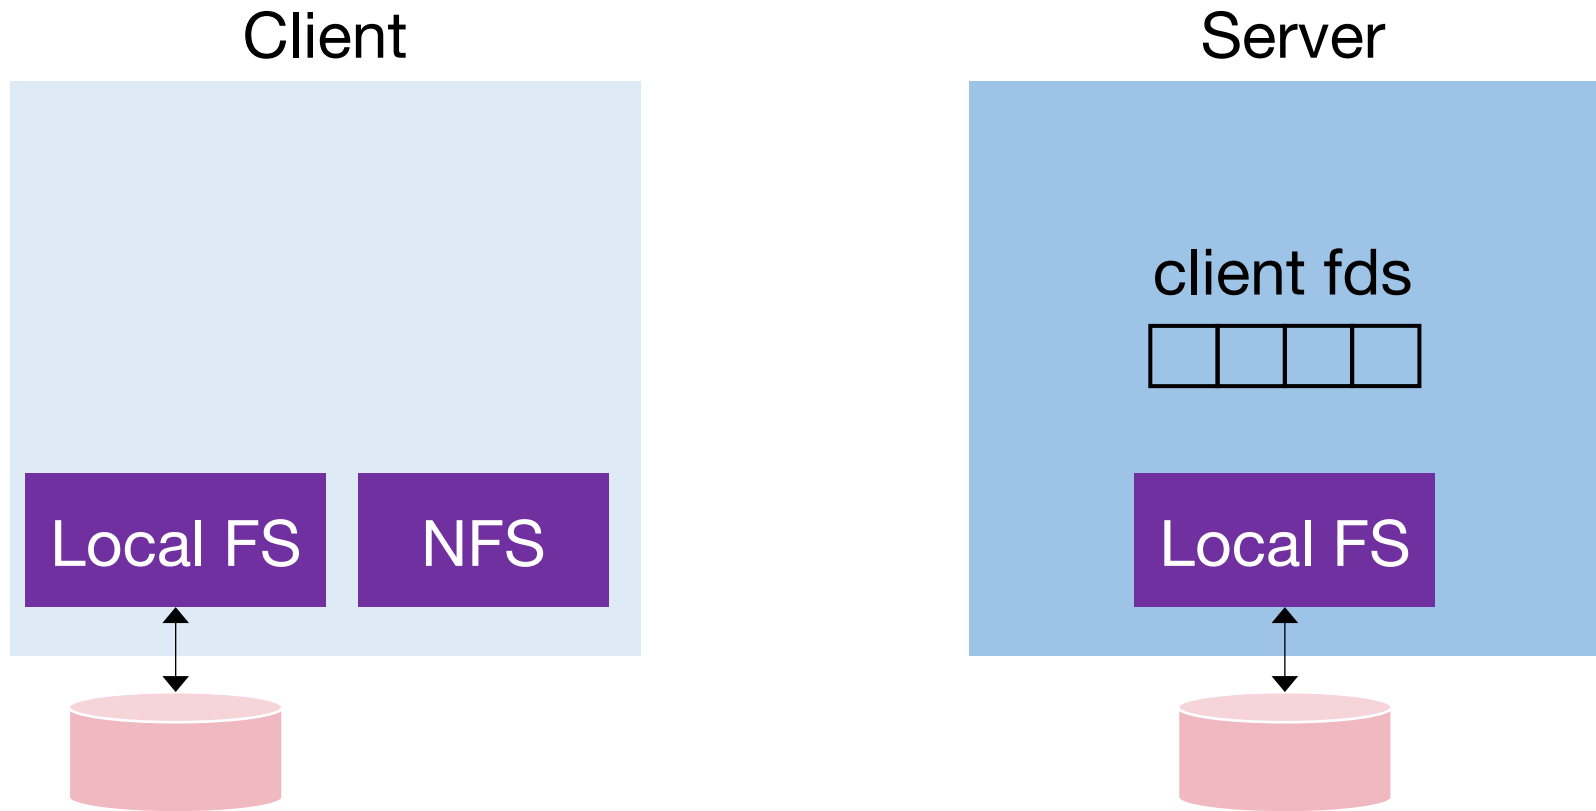 Client
Server
client fds
Local FS
NFS
Local FS